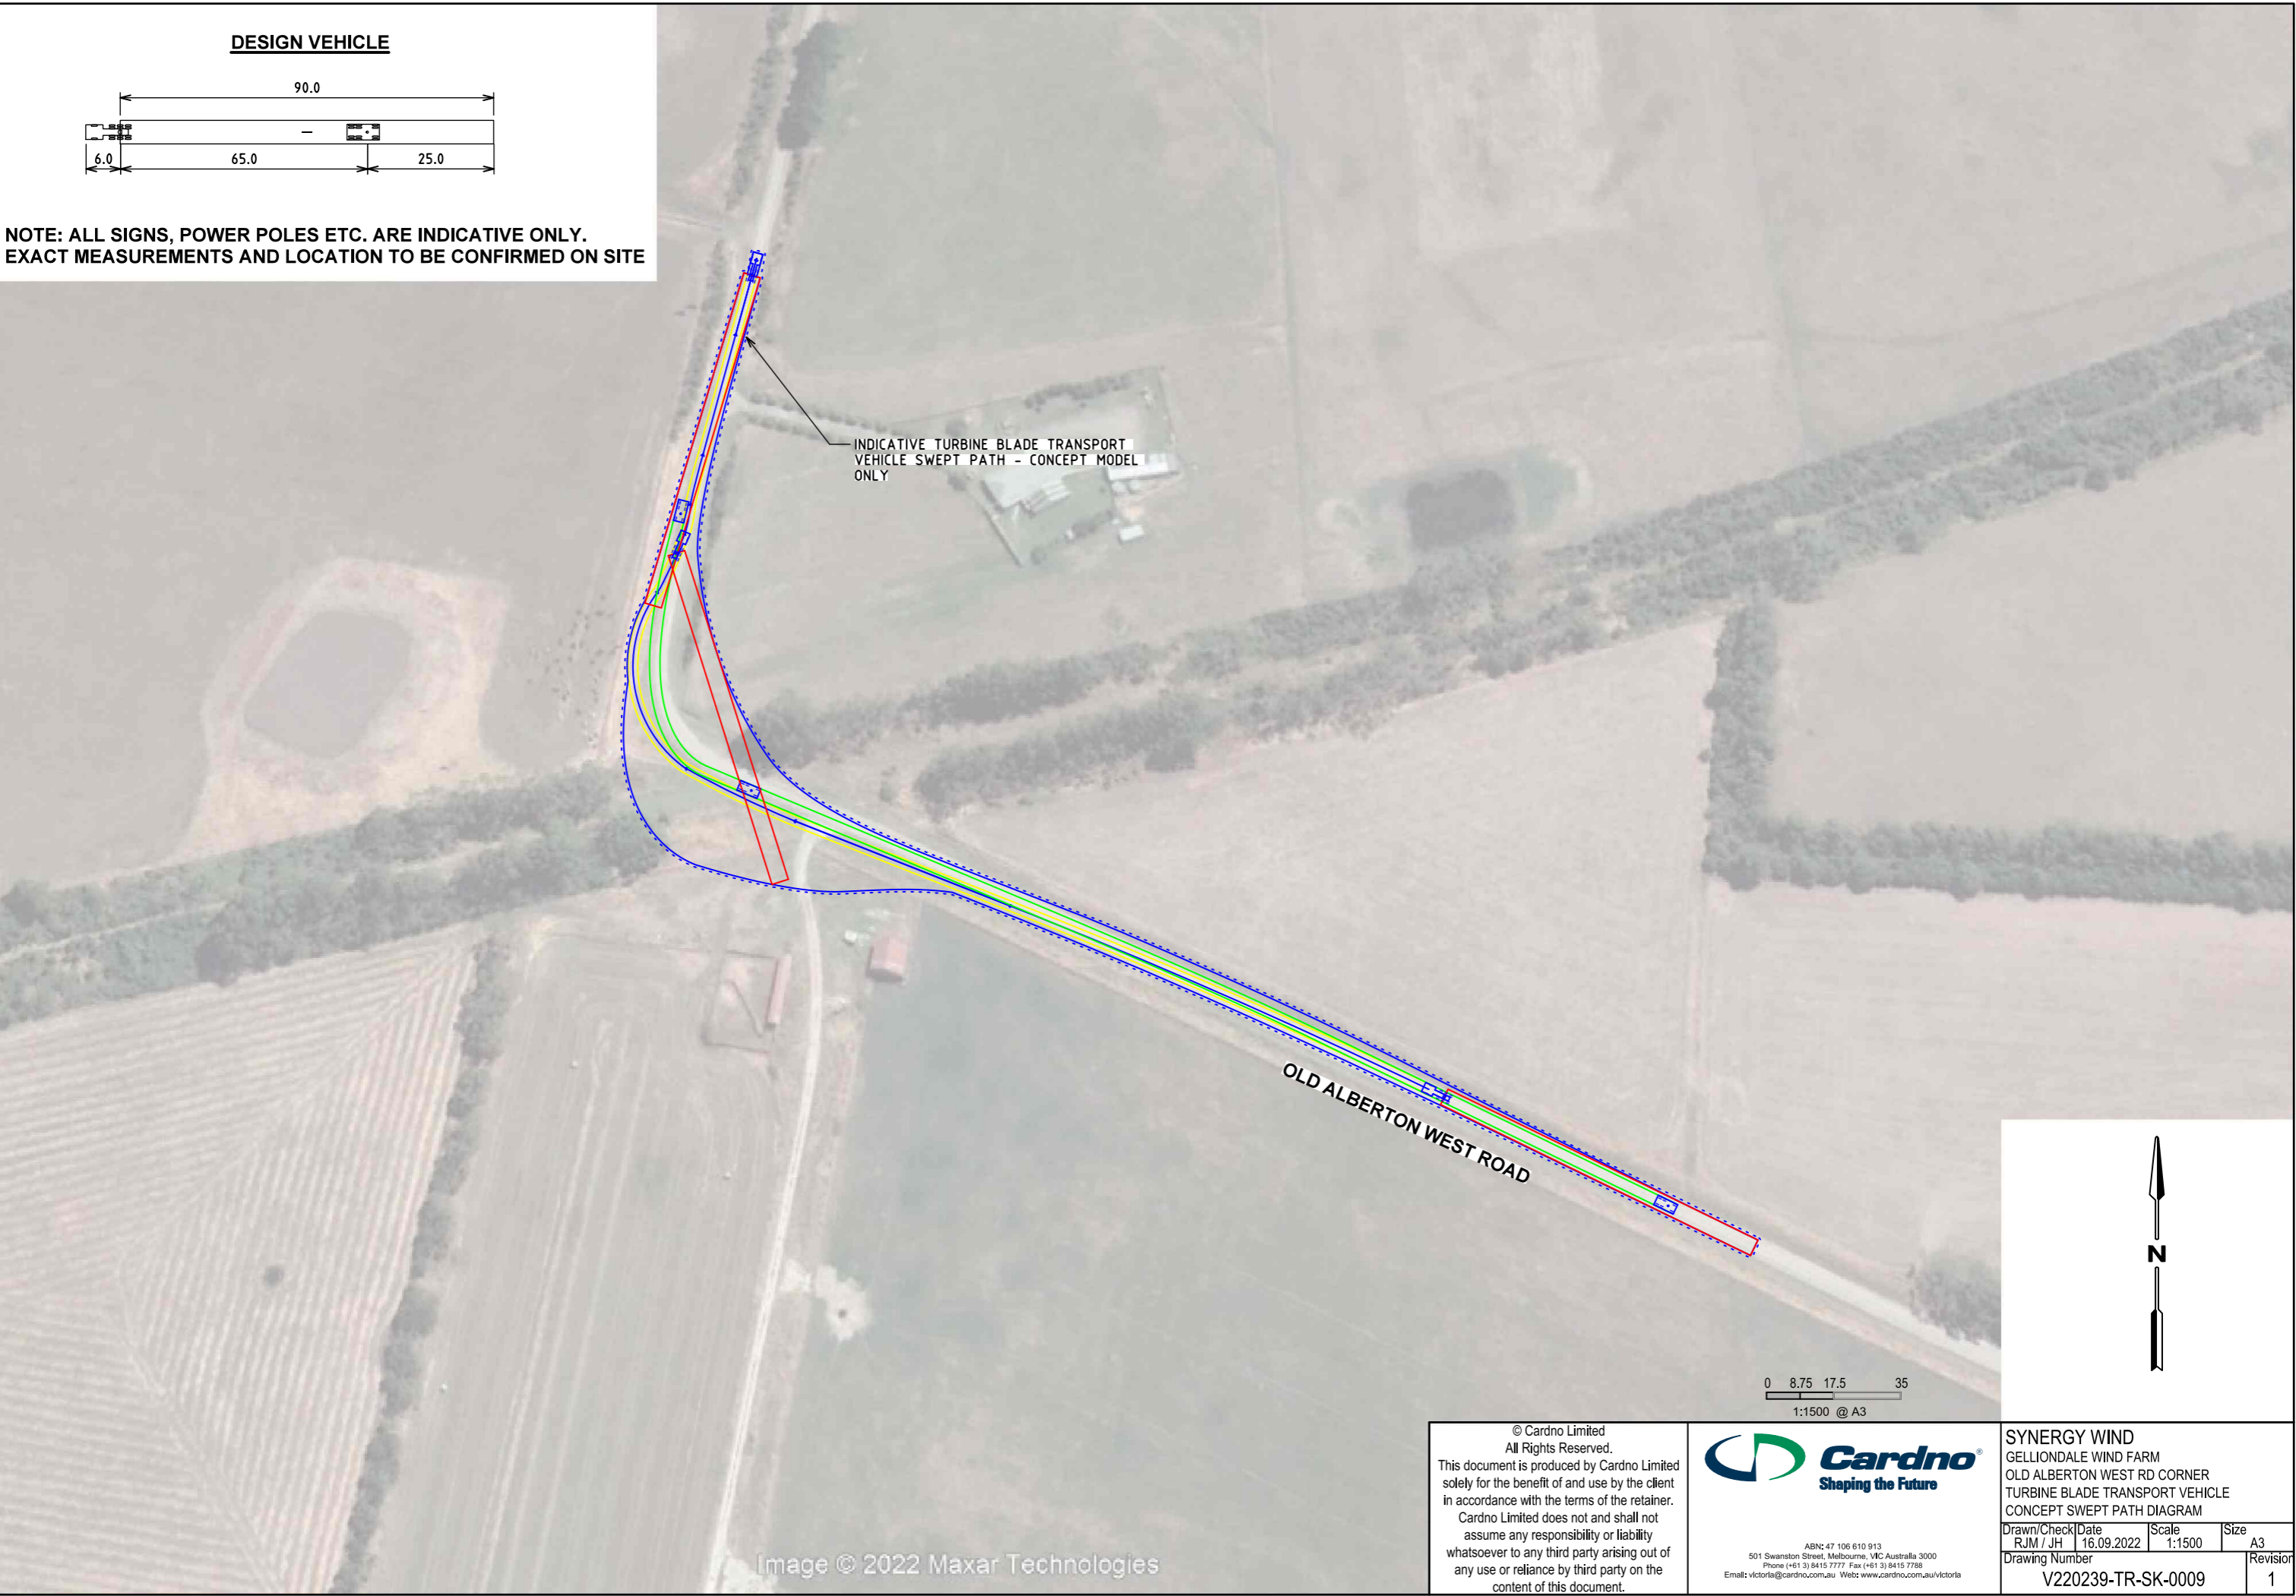 DESIGN VEHICLE
90.0
6.0 65.0 25.0
NOTE: ALL SIGNS, POWER POLES ETC. ARE INDICATIVE ONLY.
EXACT MEASUREMENTS AND LOCATION TO BE CONFIRMED ON SITE
INDICATIVE TURBINE BLADE TRANSPORT
VEHICLE SWEPT PATH - CONCEPT MODEL
ONLY
OLD ALBERTON WEST ROAD
N
0 8.75 17.5 35
1:1500 @ A3
Image © 2022 Maxar Technologies
© Cardno Limited
All Rights Reserved.
This document is produced by Cardno Limited
solely for the benefit of and use by the client
in accordance with the terms of the retainer.
Cardno Limited does not and shall not
assume any responsibility or liability
whatsoever to any third party arising out of
any use or reliance by third party on the
content of this document.
Cardno®
Shaping the Future
ABN: 47 106 610 913
501 Swanston Street, Melbourne, VIC Australia 3000
Phone (+61 3) 8415 7777 Fax (+61 3) 8415 7788
Email: victoria@cardno.com.au Web: www.cardno.com.au/victoria
SYNERGY WIND
GELLIONDALE WIND FARM
OLD ALBERTON WEST RD CORNER
TURBINE BLADE TRANSPORT VEHICLE
CONCEPT SWEPT PATH DIAGRAM
Drawn/Check Date Scale Size
RJM / JH 16.09.2022 1:1500 A3
Drawing Number Revision
V220239-TR-SK-0009 1